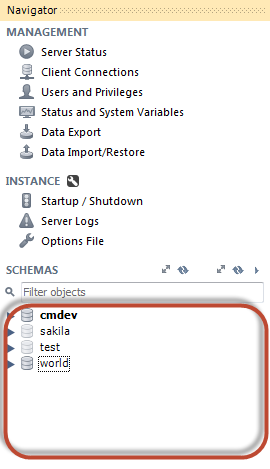 Navigator
MANAGEMENT
Server Status
Client Connections
Users and Privileges
Status and System Variables
Data Export
Data Import/Restore
INSTANCE
Startup / Shutdown
Server Logs
Options File
SCHEMAS
Filter objects
cmdev
sakila
test
world